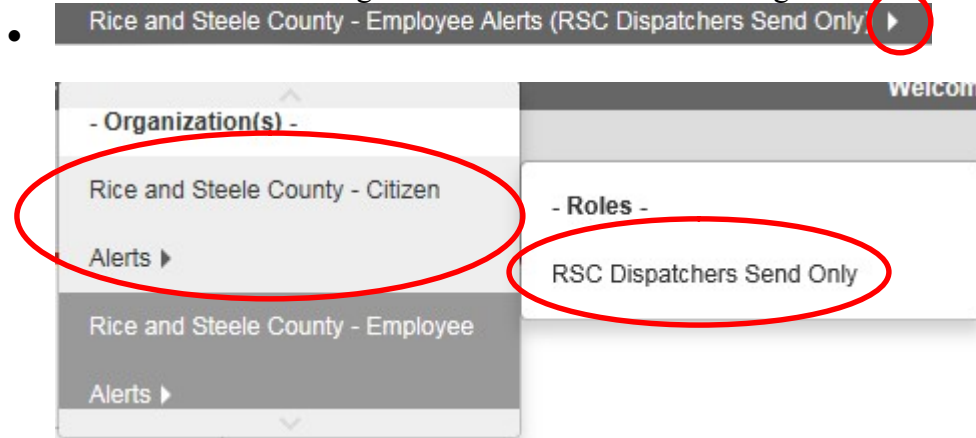 Rice and Steele County - Employee Alerts (RSC Dispatchers Send Only)
- Organization(s) -
Rice and Steele County - Citizen
Alerts
Rice and Steele County - Employee
Alerts
- Roles -
RSC Dispatchers Send Only